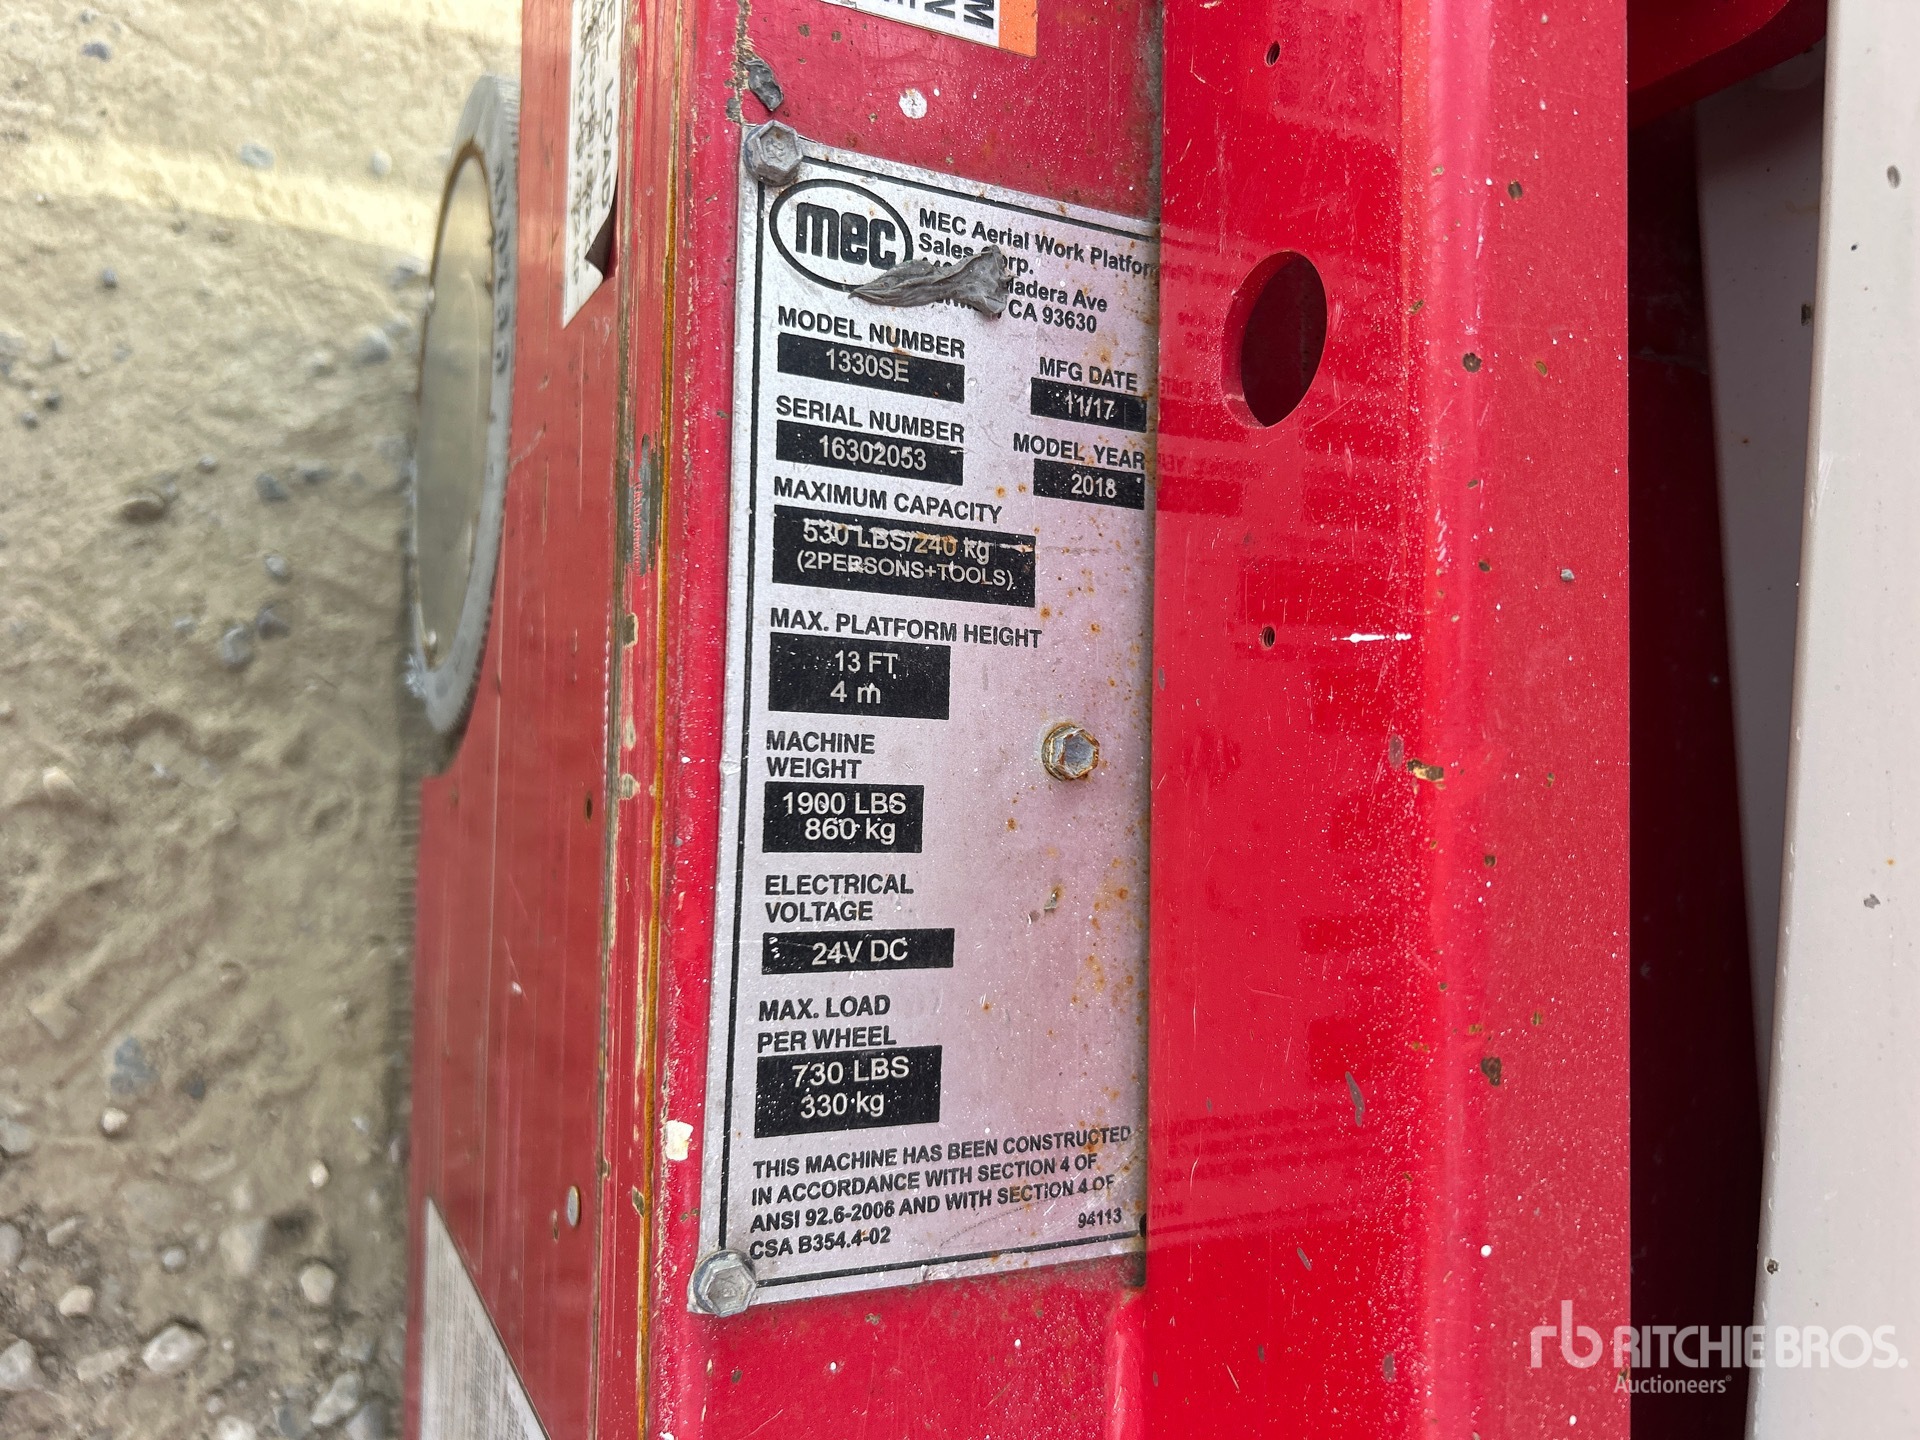 mec
MEC Aerial Work Platfor
Sales Corp.
Madera Ave
CA 93630
MODEL NUMBER
1330SE
MFG DATE
11/17
SERIAL NUMBER
16302053
MODEL YEAR
2018
MAXIMUM CAPACITY
530 LBS/240 kg
(2PERSONS+TOOLS)
MAX. PLATFORM HEIGHT
13 FT
4 m
MACHINE
WEIGHT
1900 LBS
860 kg
ELECTRICAL
VOLTAGE
24V DC
MAX. LOAD
PER WHEEL
730 LBS
330 kg
THIS MACHINE HAS BEEN CONSTRUCTED
IN ACCORDANCE WITH SECTION 4 OF
ANSI 92.6-2006 AND WITH SECTION 4 OF
CSA B354.4-02
94113
rb RITCHIE BROS.
Auctioneers